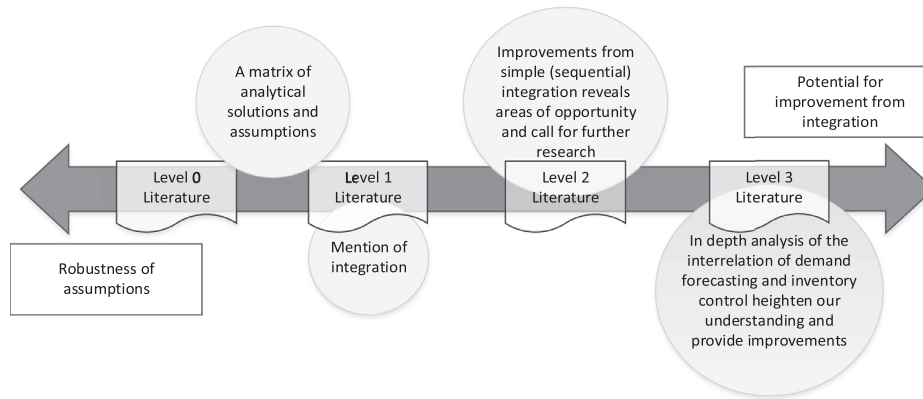 A matrix of
analytical
solutions and
assumptions
Improvements from
simple (sequential)
integration reveals
areas of opportunity
and call for further
research
Potential for
improvement from
integration
Level 0
Literature
Level 1
Literature
Level 2
Literature
Level 3
Literature
Robustness of
assumptions
Mention of
integration
In depth analysis of the
interrelation of demand
forecasting and inventory
control heighten our
understanding and
provide improvements